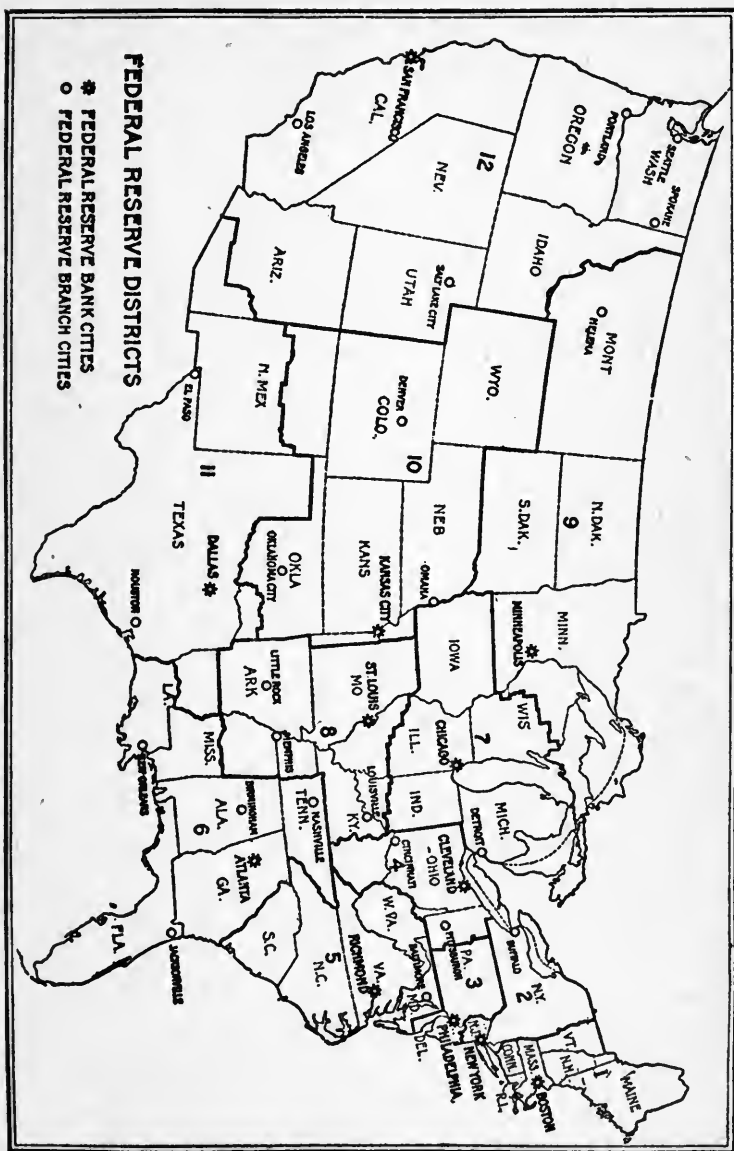 FEDERAL RESERVE DISTRICTS
FEDERAL RESERVE BANK CITIES
FEDERAL RESERVE BRANCH CITIES
SEATTLE
WASH
SPOKANE
PORTLAND
OREGON
IDAHO
MONT
HELENA
12
NEV.
SAN FRANCISCO
CAL.
LOS ANGELES
SALT LAKE CITY
UTAH
ARIZ.
WYO.
DENVER
COLO.
10
N. MEX
EL PASO
11
TEXAS
DALLAS
HOUSTON
N. DAK.
9
S. DAK.
NEB
OMAHA
KANSAS CITY
KANS
OKLA
OKLAHOMA CITY
MINN.
MINNEAPOLIS
IOWA
ST. LOUIS
MO
8
LITTLE ROCK
ARK
LA.
NEW ORLEANS
WIS
7
CHICAGO
ILL.
IND.
MICH.
DETROIT
LOUISVILLE
KY.
MEMPHIS
NASHVILLE
TENN.
MISS.
BIRMINGHAM
ALA.
6
ATLANTA
GA.
JACKSONVILLE
FLA.
CLEVELAND
-OHIO
CINCINNATI
4
W. PA.
PITTSBURGH
PA.
3
BUFFALO
N.Y.
2
VT.
N.H.
1
MAINE
MASS.
BOSTON
CONN.
R.I.
NEW YORK
N.J.
PHILADELPHIA.
DEL.
BALTIMORE
MD.
VA.
RICHMOND
5
N.C.
S.C.